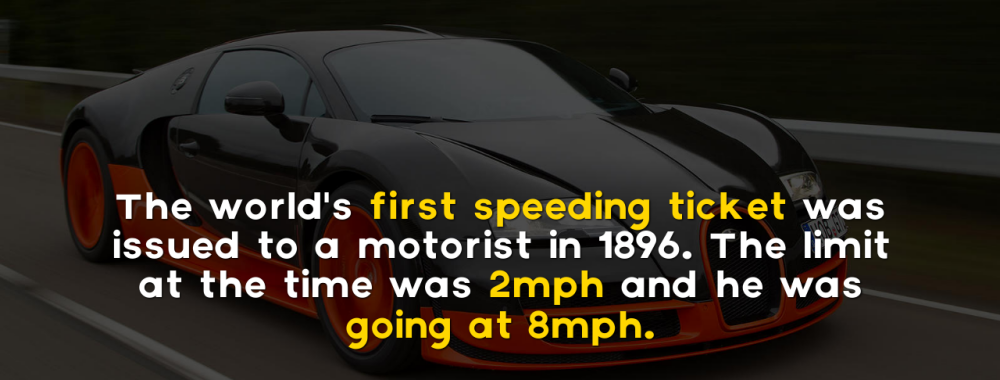 The world's first speeding ticket was
issued to a motorist in 1896. The limit
at the time was 2mph and he was
going at 8mph.